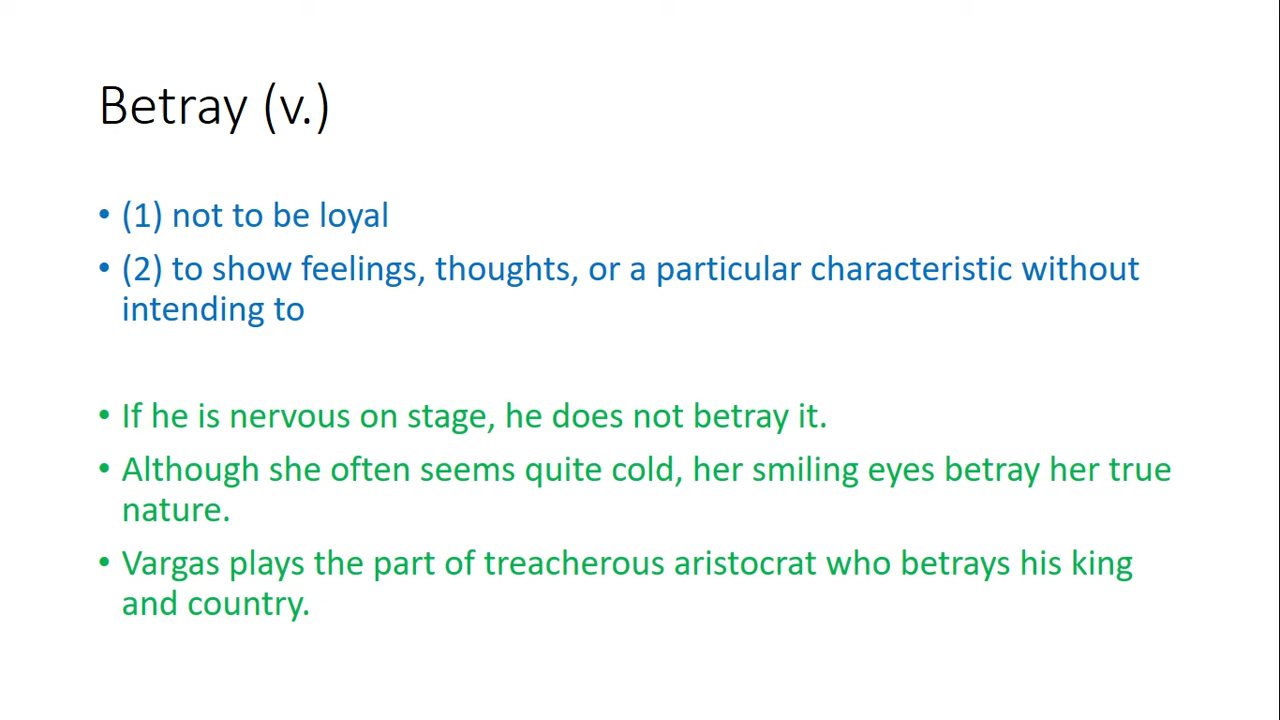 Betray (v.)
• (1) not to be loyal
• (2) to show feelings, thoughts, or a particular characteristic without
intending to
• If he is nervous on stage, he does not betray it.
• Although she often seems quite cold, her smiling eyes betray her true
nature.
• Vargas plays the part of treacherous aristocrat who betrays his king
and country.